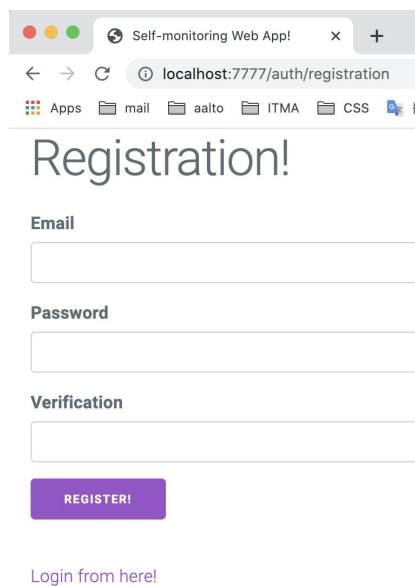 Self-monitoring Web App!
localhost:7777/auth/registration
Apps mail aalto ITMA CSS
Registration!
Email
Password
Verification
REGISTER!
Login from here!